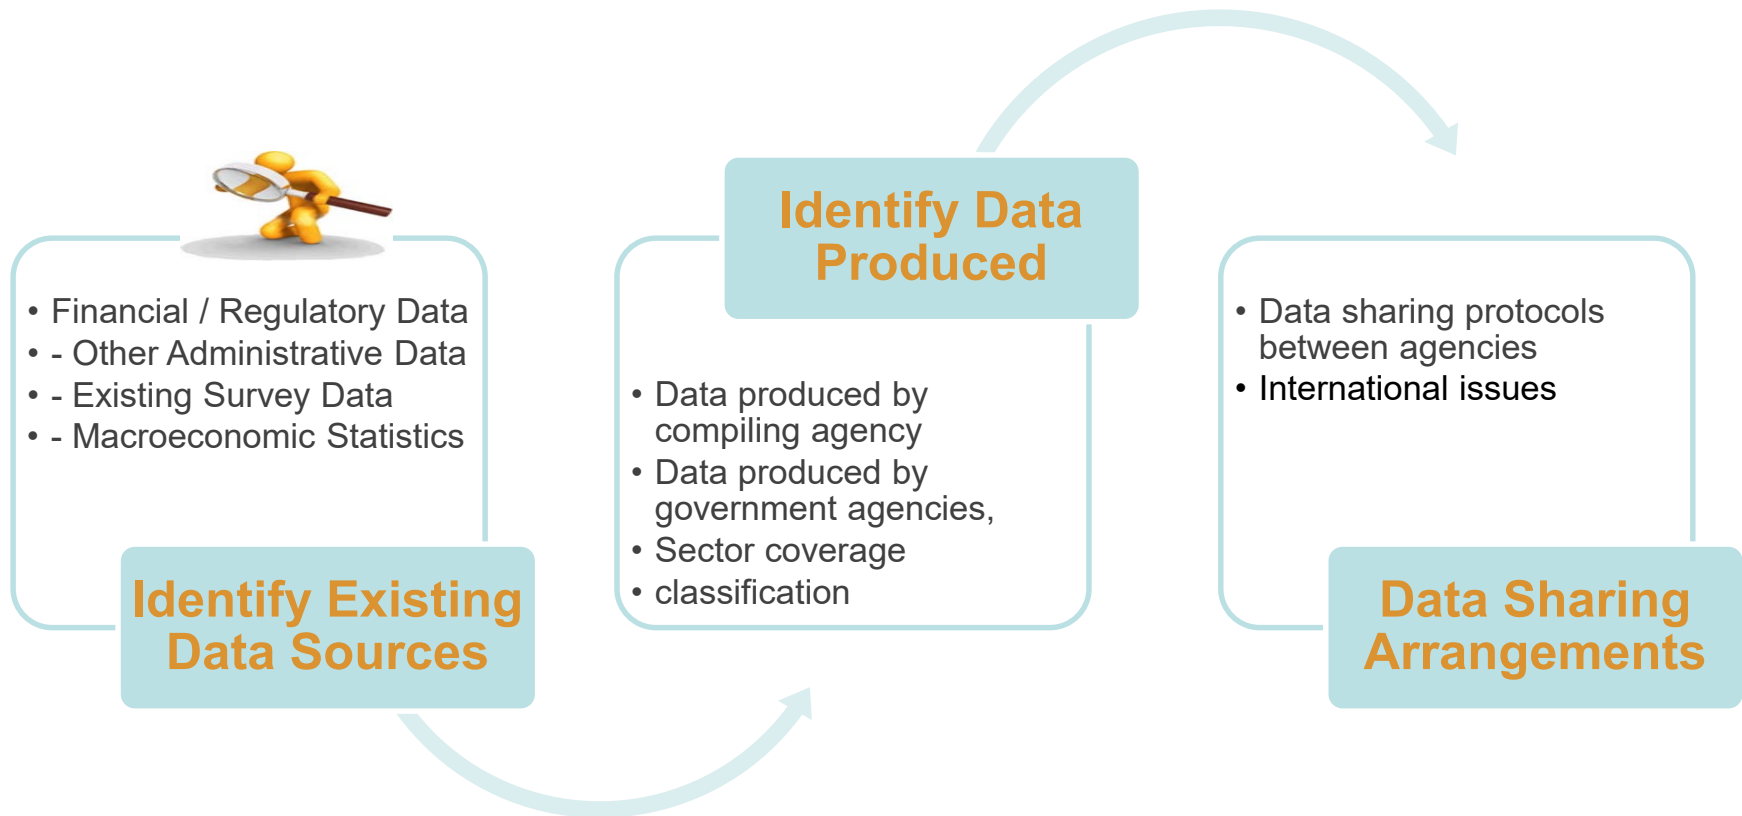 • Financial / Regulatory Data
• - Other Administrative Data
• - Existing Survey Data
• - Macroeconomic Statistics
Identify Existing
Data Sources
Identify Data
Produced
• Data produced by
compiling agency
• Data produced by
government agencies,
• Sector coverage
• classification
• Data sharing protocols
between agencies
• International issues
Data Sharing
Arrangements